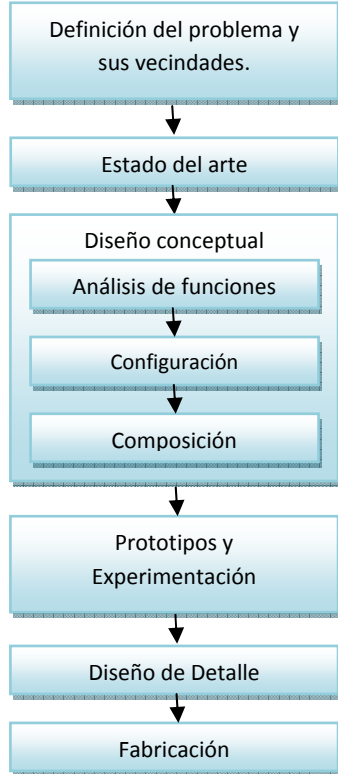 Definición del problema y
sus vecindades.
Estado del arte
Diseño conceptual
Análisis de funciones
Configuración
Composición
Prototipos y
Experimentación
Diseño de Detalle
Fabricación